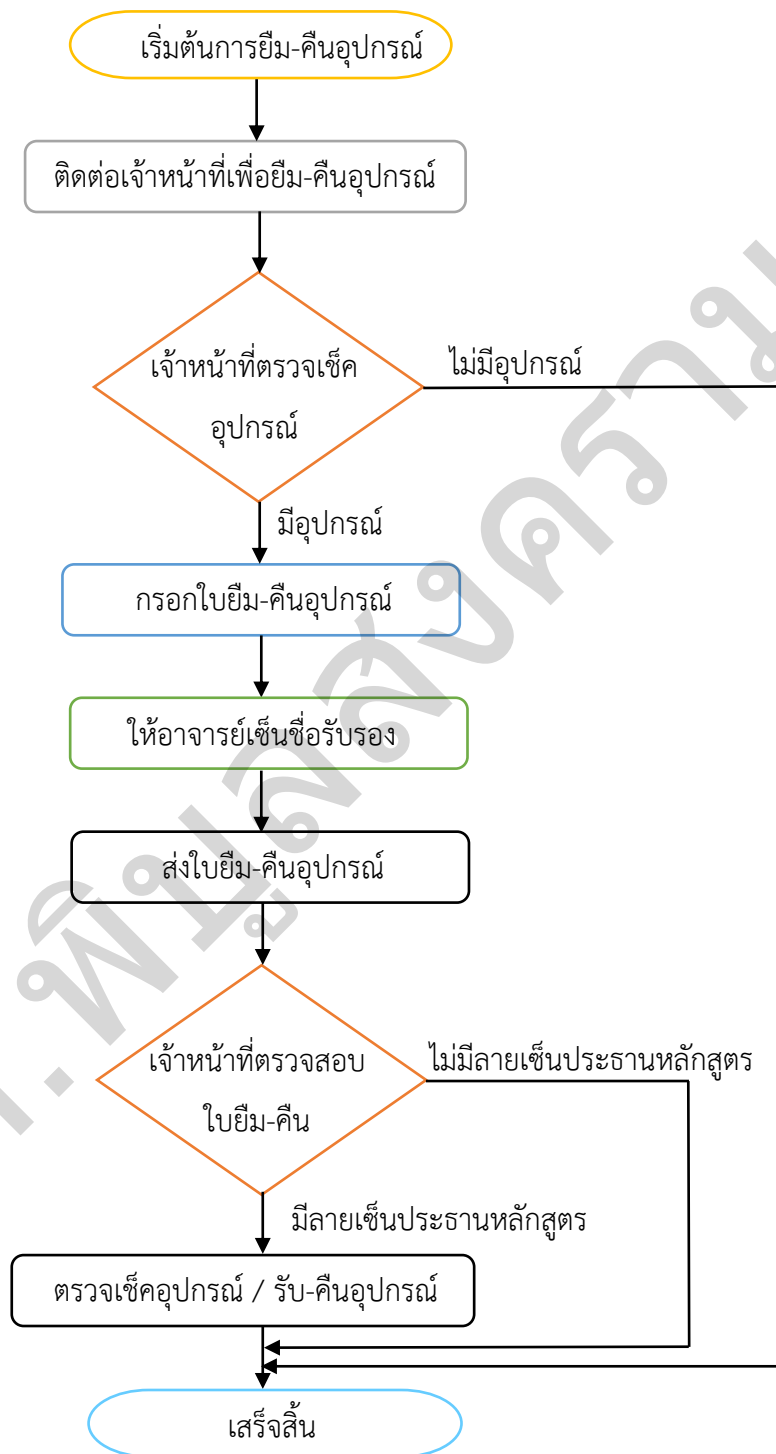 เริ่มต้นการยืม-คืนอุปกรณ์
ติดต่อเจ้าหน้าที่เพื่อยืม-คืนอุปกรณ์
เจ้าหน้าที่ตรวจเช็ค
อุปกรณ์
ไม่มีอุปกรณ์
มีอุปกรณ์
กรอกใบยืม-คืนอุปกรณ์
ให้อาจารย์เซ็นชื่อรับรอง
ส่งใบยืม-คืนอุปกรณ์
เจ้าหน้าที่ตรวจสอบ
ใบยืม-คืน
ไม่มีลายเซ็นประธานหลักสูตร
มีลายเซ็นประธานหลักสูตร
ตรวจเช็คอุปกรณ์ / รับ-คืนอุปกรณ์
เสร็จสิ้น
พิบูลสงคราม